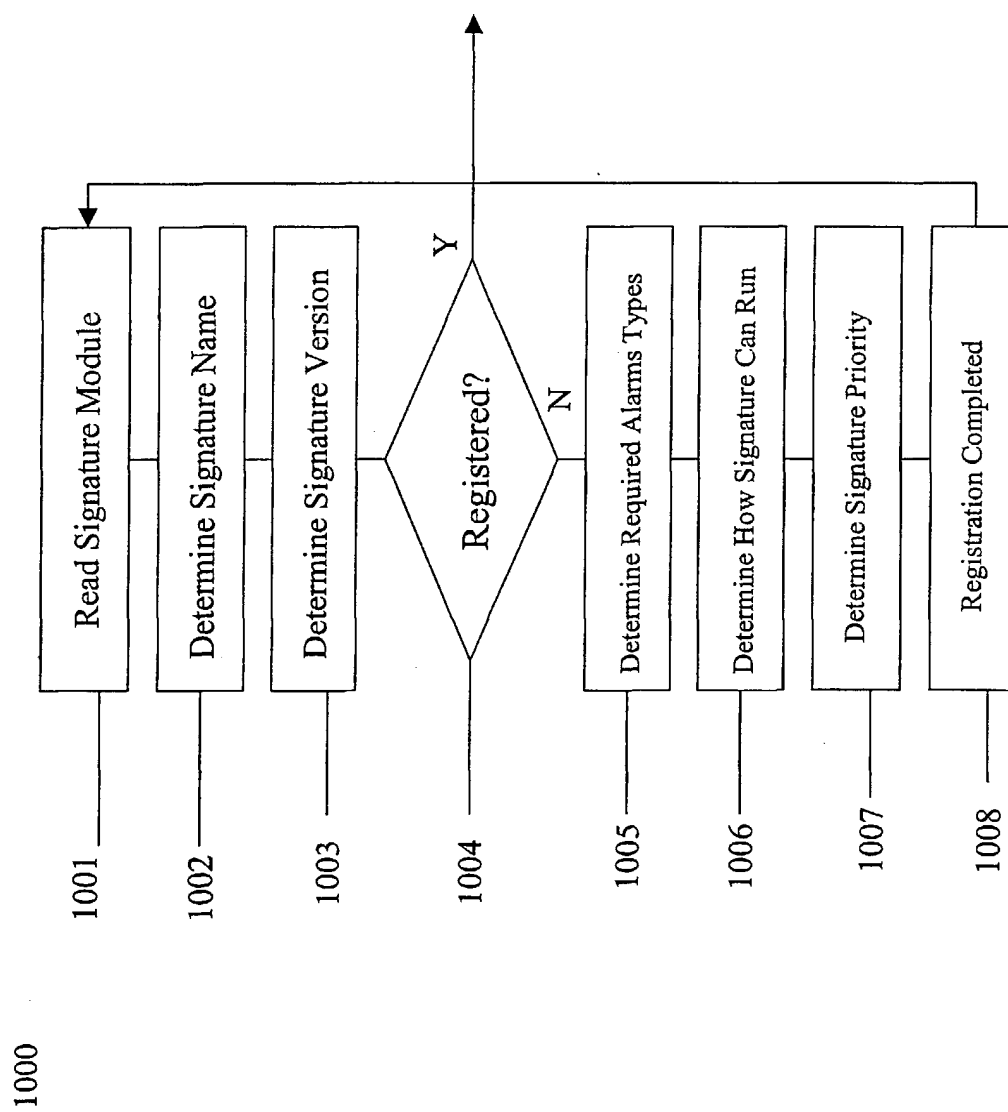 1000
1001
Read Signature Module
1002
Determine Signature Name
1003
Determine Signature Version
1004
Registered?
Y
N
1005
Determine Required Alarms Types
1006
Determine How Signature Can Run
1007
Determine Signature Priority
1008
Registration Completed